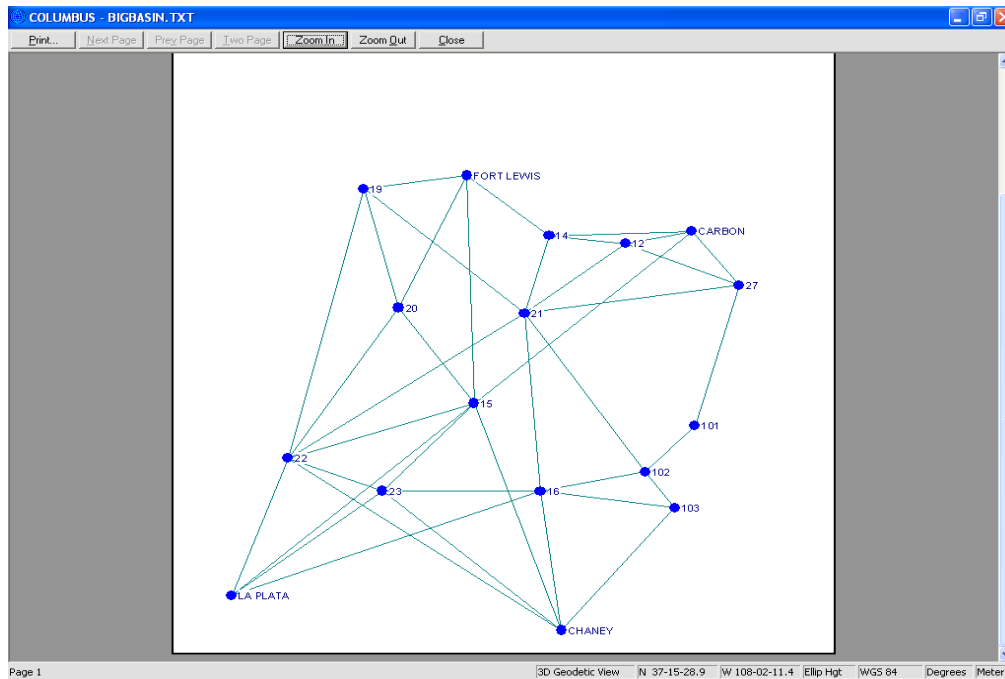 COLUMBUS - BIGBASIN.TXT
Print... Next Page Prev Page Two Page Zoom In Zoom Out Close
FORT LEWIS
19
CARBON
14
12
27
20
21
15
101
22
102
23
16
103
LA PLATA
CHANEY
Page 1 3D Geodetic View N 37-15-28.9 W 108-02-11.4 Ellip Hgt WGS 84 Degrees Meter